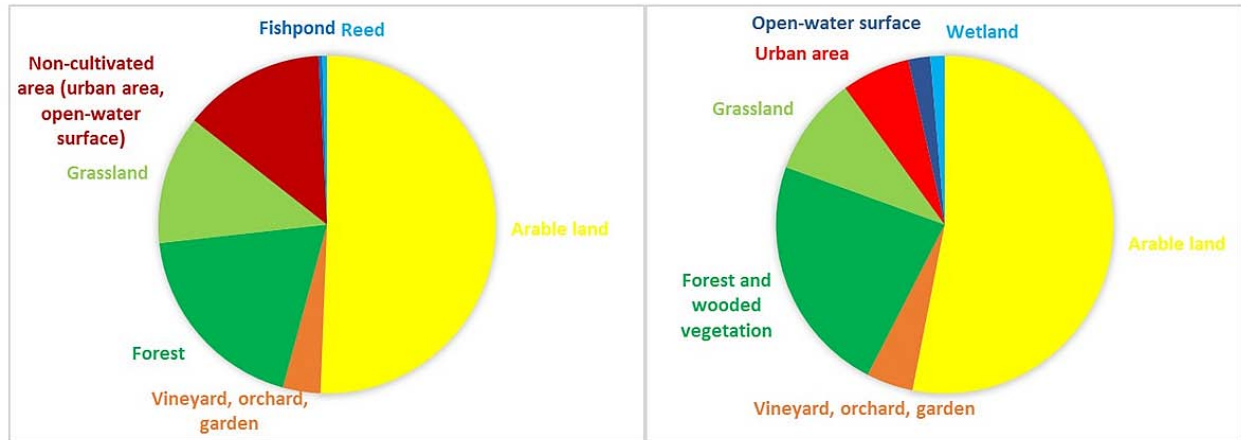 Fishpond
Reed
Non-cultivated
area (urban area,
open-water
surface)
Grassland
Arable land
Forest
Vineyard, orchard,
garden
Open-water surface
Wetland
Urban area
Grassland
Arable land
Forest and
wooded
vegetation
Vineyard, orchard, garden